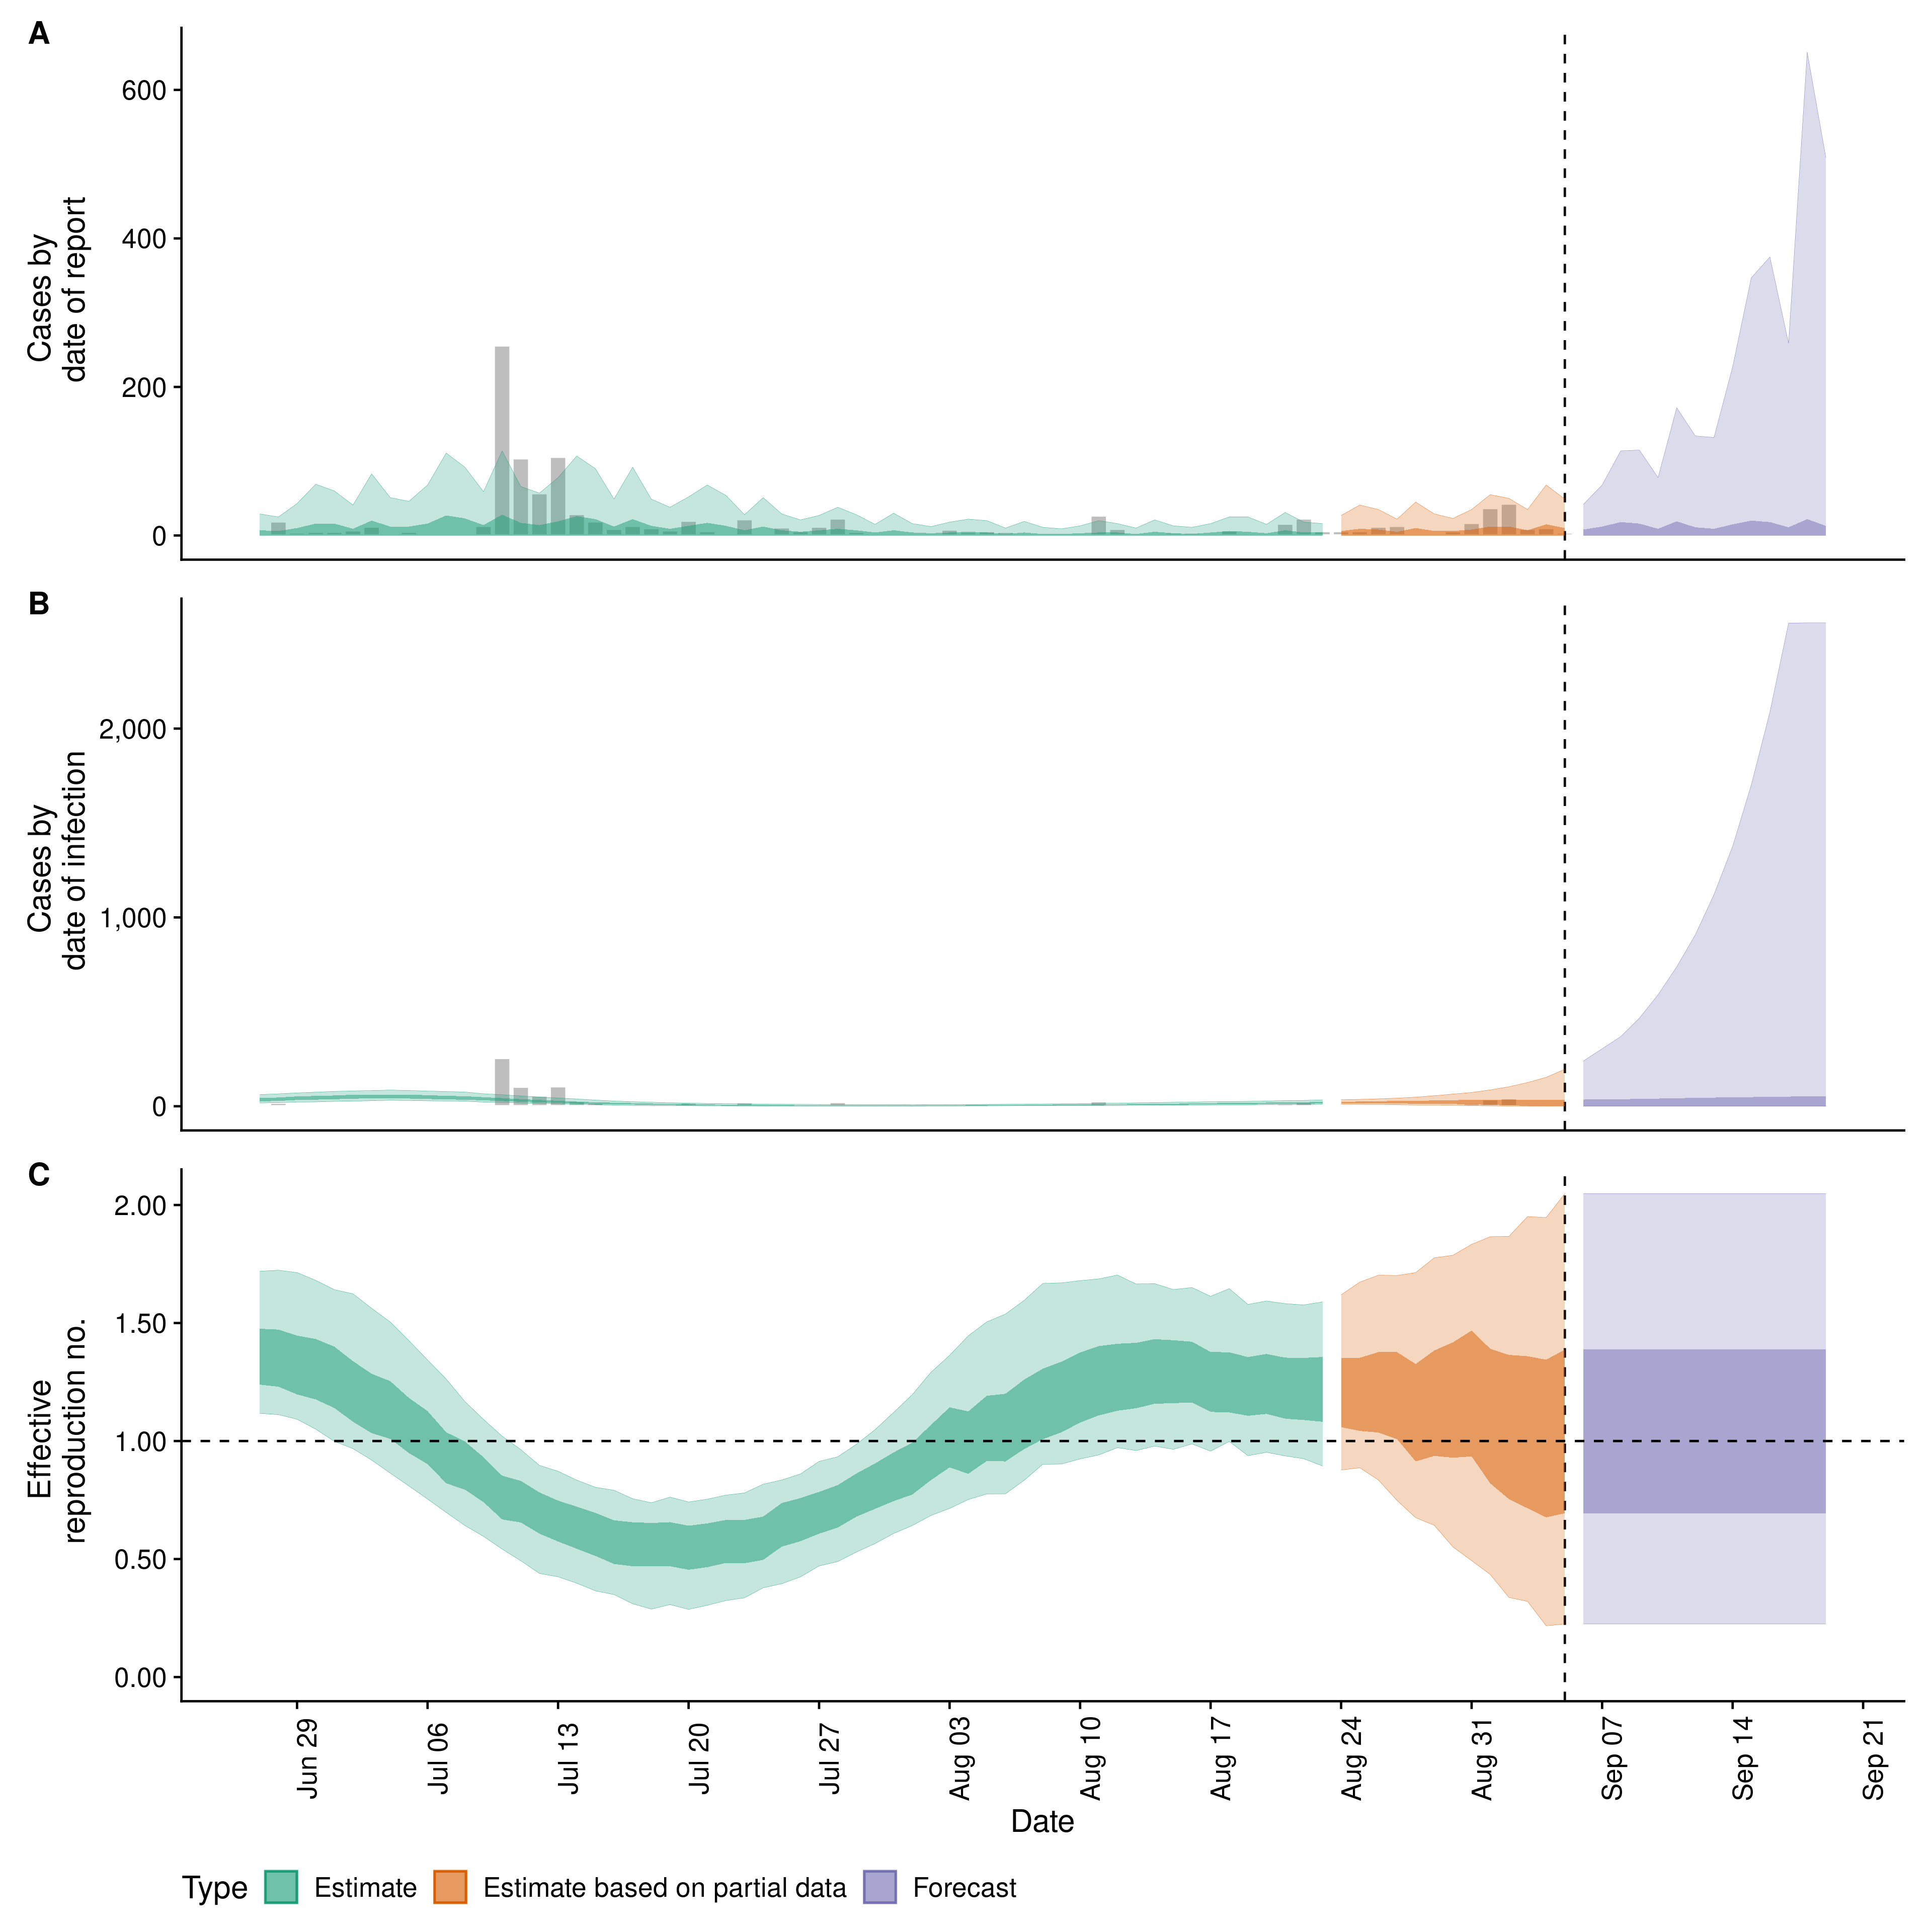 A
600
400
200
0
Cases by
date of report
B
2,000
1,000
0
Cases by
date of infection
C
2.00
1.50
1.00
0.50
0.00
Effective
reproduction no.
Jun 29
Jul 06
Jul 13
Jul 20
Jul 27
Aug 03
Aug 10
Aug 17
Aug 24
Aug 31
Sep 07
Sep 14
Sep 21
Date
Type Estimate Estimate based on partial data Forecast